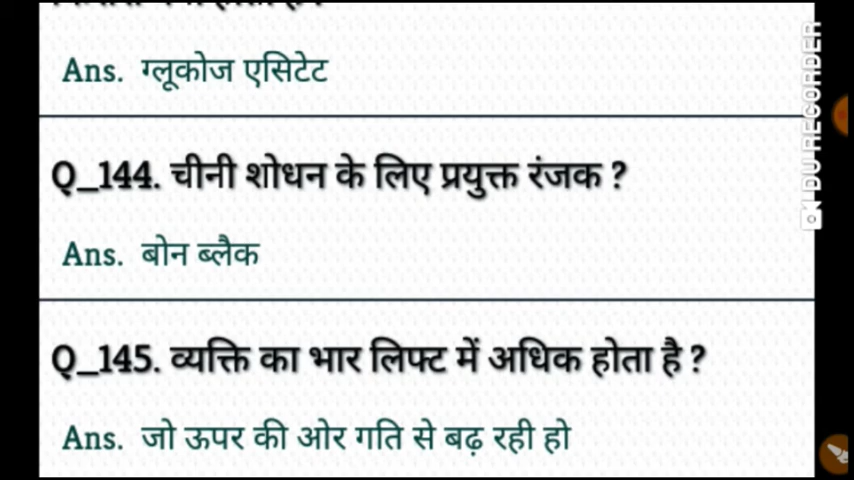 Ans. ग्लूकोज एसिटेट
Q_144. चीनी शोधन के लिए प्रयुक्त रंजक ?
Ans. बोन ब्लैक
Q_145. व्यक्ति का भार लिफ्ट में अधिक होता है ?
Ans. जो ऊपर की ओर गति से बढ़ रही हो
DU RECORDER